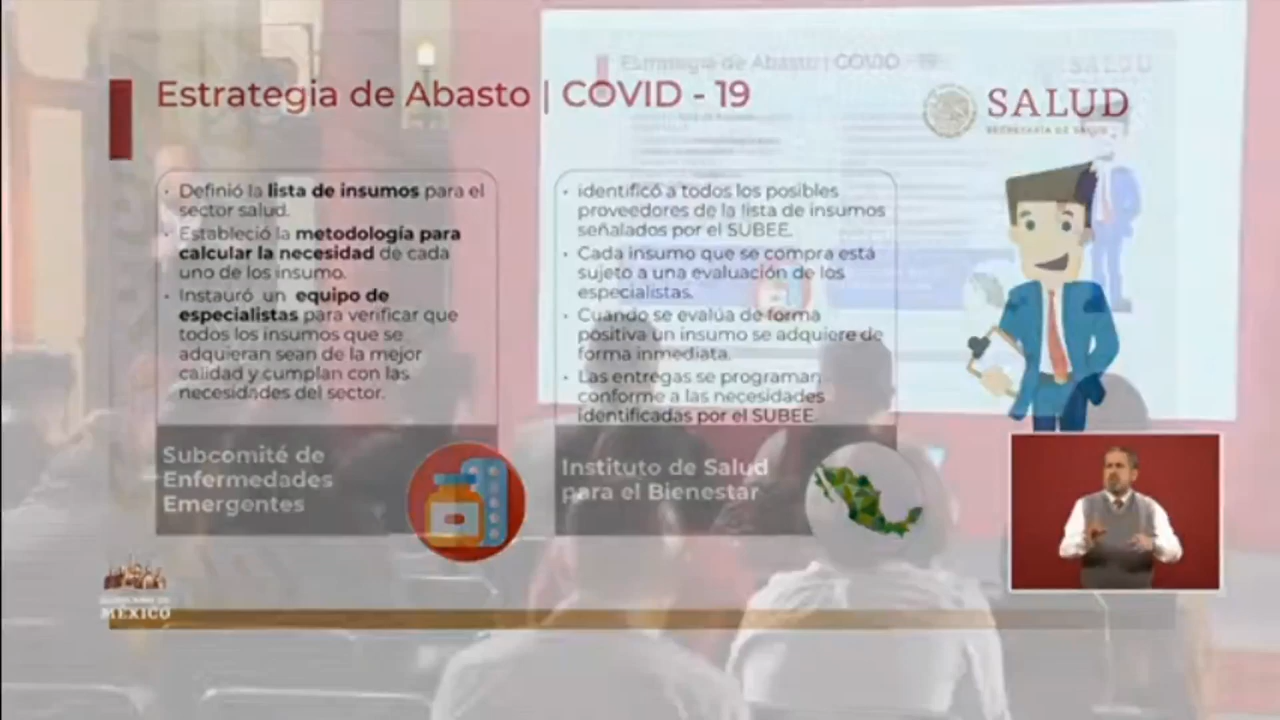 Estrategia de Abasto | COVID - 19
SALUD
SECRETARÍA DE SALUD
Estrategia de Abasto | COVID - 19
SALUD
• Definió la lista de insumos para el
sector salud.
• Estableció la metodología para
calcular la necesidad de cada
uno de los insumo.
• Instauró un equipo de
especialistas para verificar que
todos los insumos que se
adquieran sean de la mejor
calidad y cumplan con las
necesidades del sector.
Subcomité de
Enfermedades
Emergentes
• identificó a todos los posibles
proveedores de la lista de insumos
señalados por el SUBEE.
• Cada insumo que se compra está
sujeto a una evaluación de los
especialistas.
• Cuando se evalúa de forma
positiva un insumo se adquiere de
forma inmediata.
• Las entregas se programan
conforme a las necesidades
identificadas por el SUBEE.
Instituto de Salud
para el Bienestar
MÉXICO